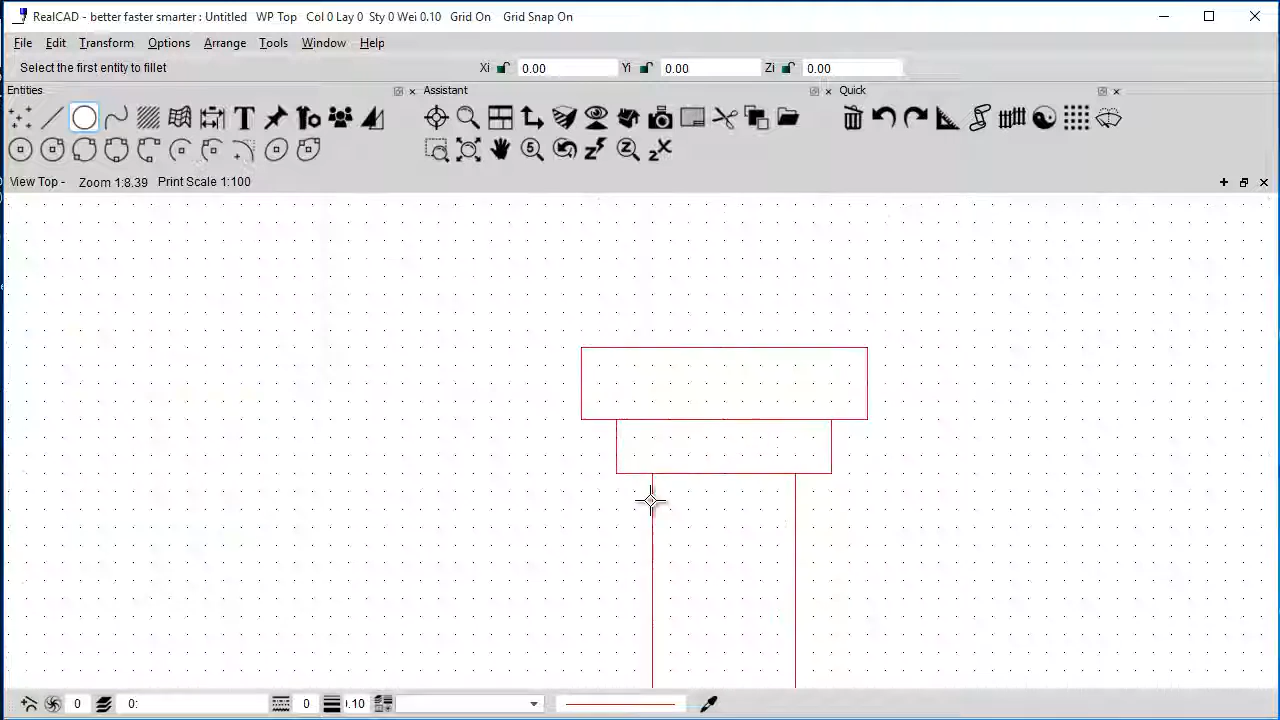 RealCAD - better faster smarter : Untitled WP Top Col 0 Lay 0 Sty 0 Wei 0.10 Grid On Grid Snap On
File Edit Transform Options Arrange Tools Window Help
Select the first entity to fillet Xi 0.00 Yi 0.00 Zi 0.00
Entities Assistant Quick
View Top - Zoom 1:8.39 Print Scale 1:100
0 0: 0 .10